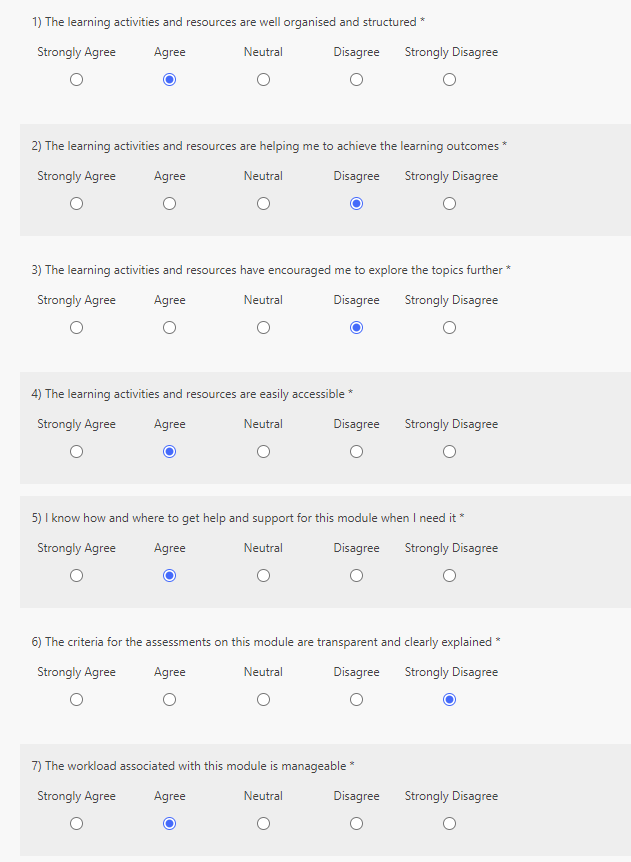 1) The learning activities and resources are well organised and structured *
Strongly Agree Agree Neutral Disagree Strongly Disagree
2) The learning activities and resources are helping me to achieve the learning outcomes *
Strongly Agree Agree Neutral Disagree Strongly Disagree
3) The learning activities and resources have encouraged me to explore the topics further *
Strongly Agree Agree Neutral Disagree Strongly Disagree
4) The learning activities and resources are easily accessible *
Strongly Agree Agree Neutral Disagree Strongly Disagree
5) I know how and where to get help and support for this module when I need it *
Strongly Agree Agree Neutral Disagree Strongly Disagree
6) The criteria for the assessments on this module are transparent and clearly explained *
Strongly Agree Agree Neutral Disagree Strongly Disagree
7) The workload associated with this module is manageable *
Strongly Agree Agree Neutral Disagree Strongly Disagree